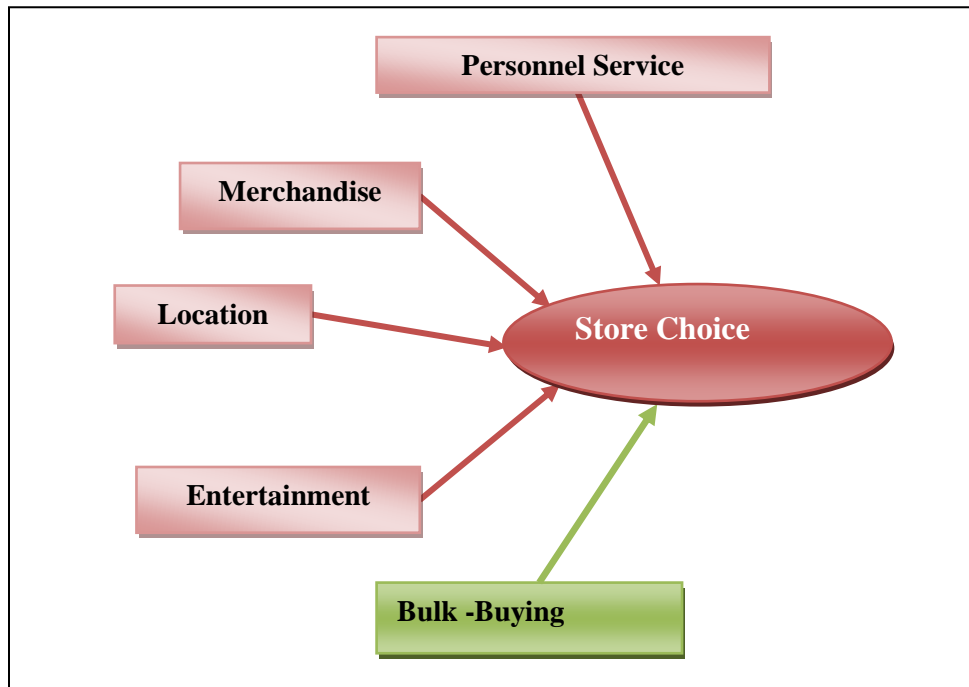 Personnel Service
Merchandise
Location
Store Choice
Entertainment
Bulk -Buying